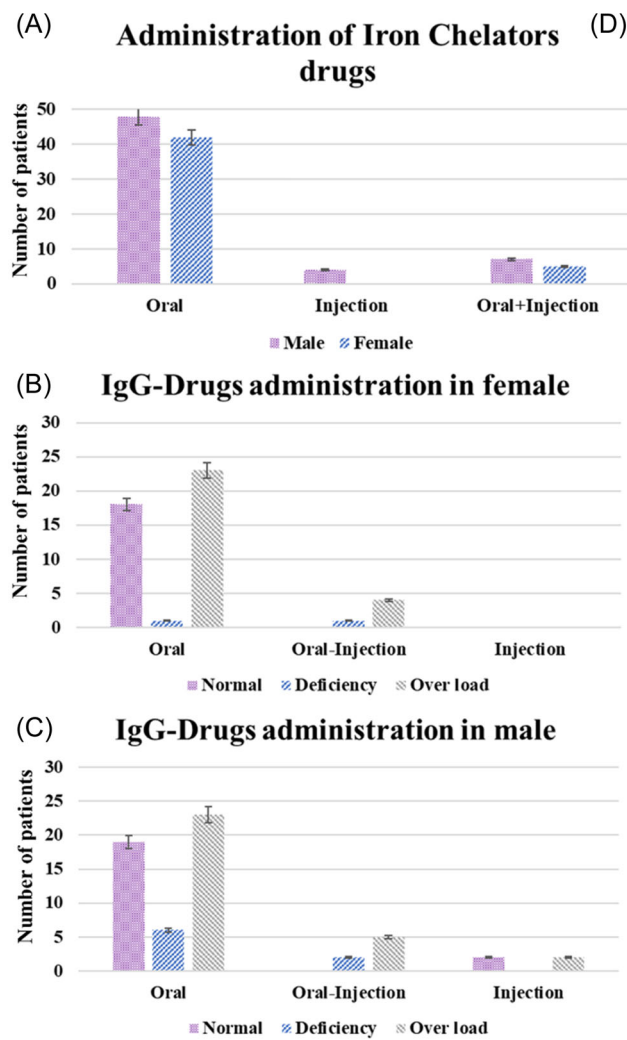 (A)
Administration of Iron Chelators
drugs
(D)
Number of patients
50
40
30
20
10
0
Oral Injection Oral+Injection
Male Female
(B)
IgG-Drugs administration in female
Number of patients
30
25
20
15
10
5
0
Oral Oral-Injection Injection
Normal Deficiency Over load
(C)
IgG-Drugs administration in male
Number of patients
30
25
20
15
10
5
0
Oral Oral-Injection Injection
Normal Deficiency Over load